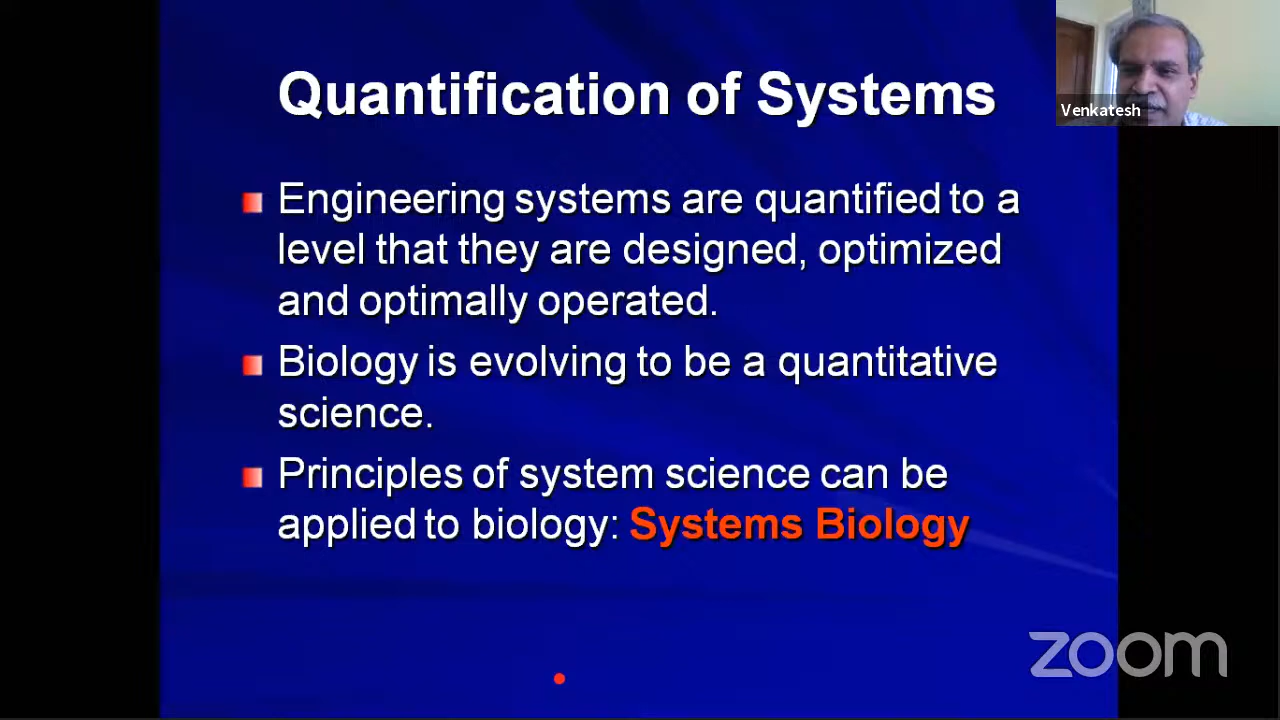 Quantification of Systems
Venkatesh
Engineering systems are quantified to a
level that they are designed, optimized
and optimally operated.
Biology is evolving to be a quantitative
science.
Principles of system science can be
applied to biology: Systems Biology
zoom